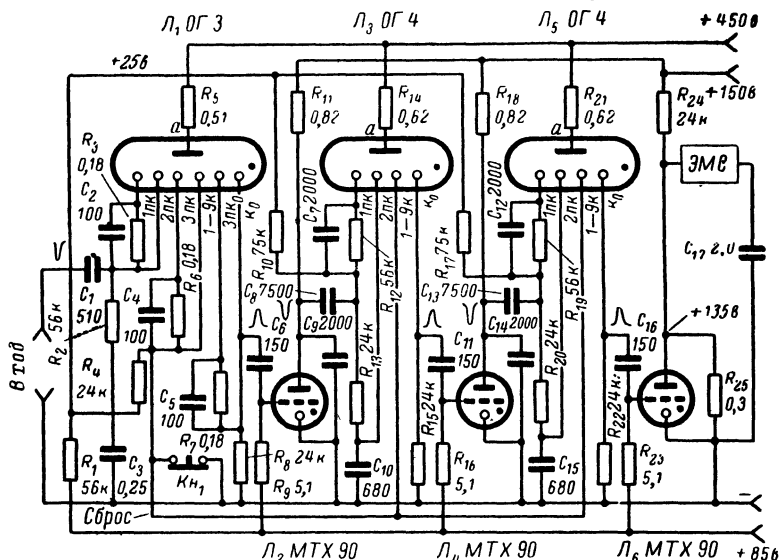 Л₁ ОГ 3
Л₃ ОГ 4
Л₅ ОГ 4
+ 450в
+25в
+150в
R₅
0,51
R₁₁
0,82
R₁₄
0,62
R₁₈
0,82
R₂₁
0,62
R₂₄
24к
а
а
а
R₃
0,18
C₂
100
1пк
2пк
3пк
1—9к
3пк₀
к₀
C₇ 2000
1пк
2пк
1—9к
к₀
C₁₂ 2000
1пк
2пк
1—9к
к₀
ЭМС
C₁ 
510
56к
R₂
C₄
100
R₆ 0,18
R₁₀ 75к
R₁₂ 56к
R₁₇ 75к
R₁₉ 56к
C₈ 7500
C₁₃ 7500
C₆
150
C₉ 2000
C₁₁
150
C₁₄ 2000
C₁₆
150
+135в
Вход
R₄
24к
C₅
100
R₁₃ 24к
R₁₅ 24к
R₂₀ 24к
R₂₂ 24к
R₂₅
0,3
R₁
56к
C₃
0,25
R₇ 0,18
Кн₁
R₈ 24к
R₉ 5,1
C₁₀
680
R₁₆
5,1
C₁₅
680
R₂₃
5,1
Сброс
−
Л₂ МТХ 90
Л₄ МТХ 90
Л₆ МТХ 90
+ 85в